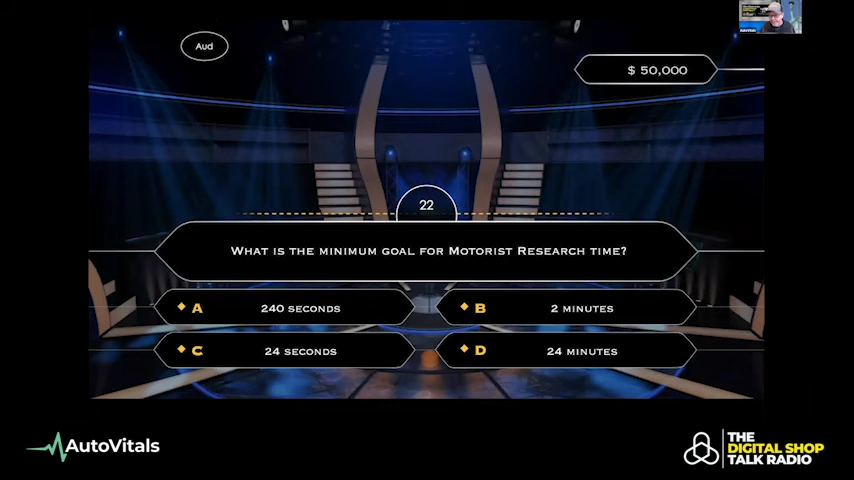 Aud
$ 50,000
22
WHAT IS THE MINIMUM GOAL FOR MOTORIST RESEARCH TIME?
A 240 SECONDS
B 2 MINUTES
C 24 SECONDS
D 24 MINUTES
AutoVitals
THE
DIGITAL SHOP
TALK RADIO